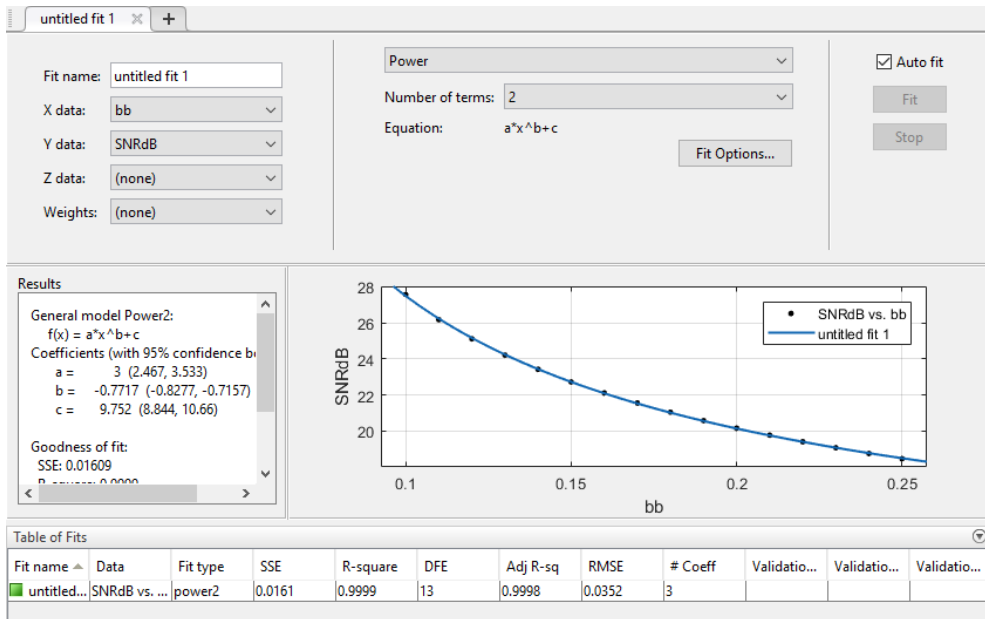 untitled fit 1
Fit name: untitled fit 1
X data: bb
Y data: SNRdB
Z data: (none)
Weights: (none)
Power
Number of terms: 2
Equation: a*x^b+c
Fit Options...
Auto fit
Fit
Stop
Results
General model Power2:
f(x) = a*x^b+c
Coefficients (with 95% confidence b
a = 3 (2.467, 3.533)
b = -0.7717 (-0.8277, -0.7157)
c = 9.752 (8.844, 10.66)
Goodness of fit:
SSE: 0.01609
R-square: 0.9999
28
26
24
22
20
SNRdB
0.1 0.15 0.2 0.25
bb
SNRdB vs. bb
untitled fit 1
Table of Fits
Fit name Data Fit type SSE R-square DFE Adj R-sq RMSE # Coeff Validatio... Validatio... Validatio...
untitled... SNRdB vs. ... power2 0.0161 0.9999 13 0.9998 0.0352 3